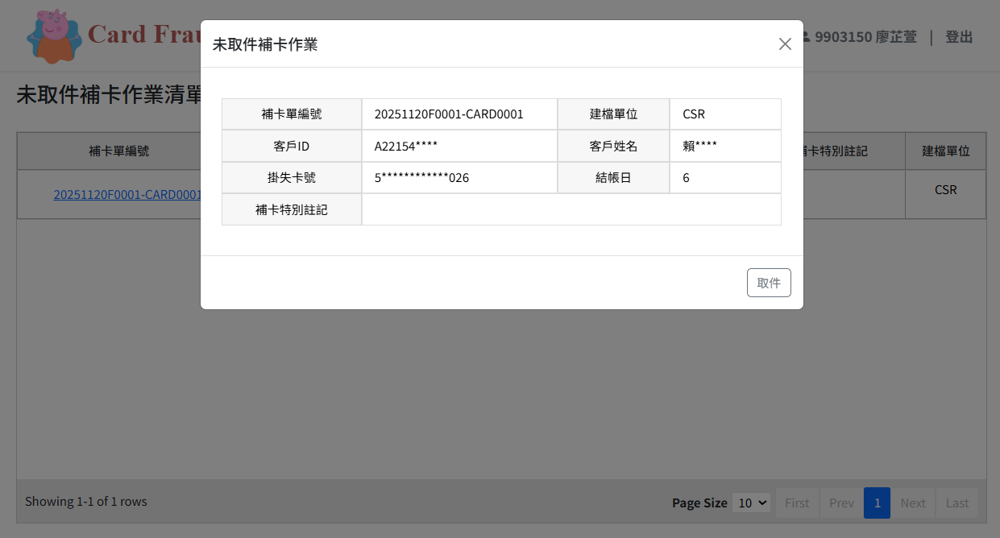 Card Frau
9903150 廖芷萱 | 登出
未取件補卡作業清單
補卡單編號 補卡特別註記 建檔單位
20251120F0001-CARD0001 CSR
未取件補卡作業
補卡單編號 20251120F0001-CARD0001 建檔單位 CSR
客戶ID A22154**** 客戶姓名 賴****
掛失卡號 5************026 結帳日 6
補卡特別註記
取件
Showing 1-1 of 1 rows Page Size 10 First Prev 1 Next Last